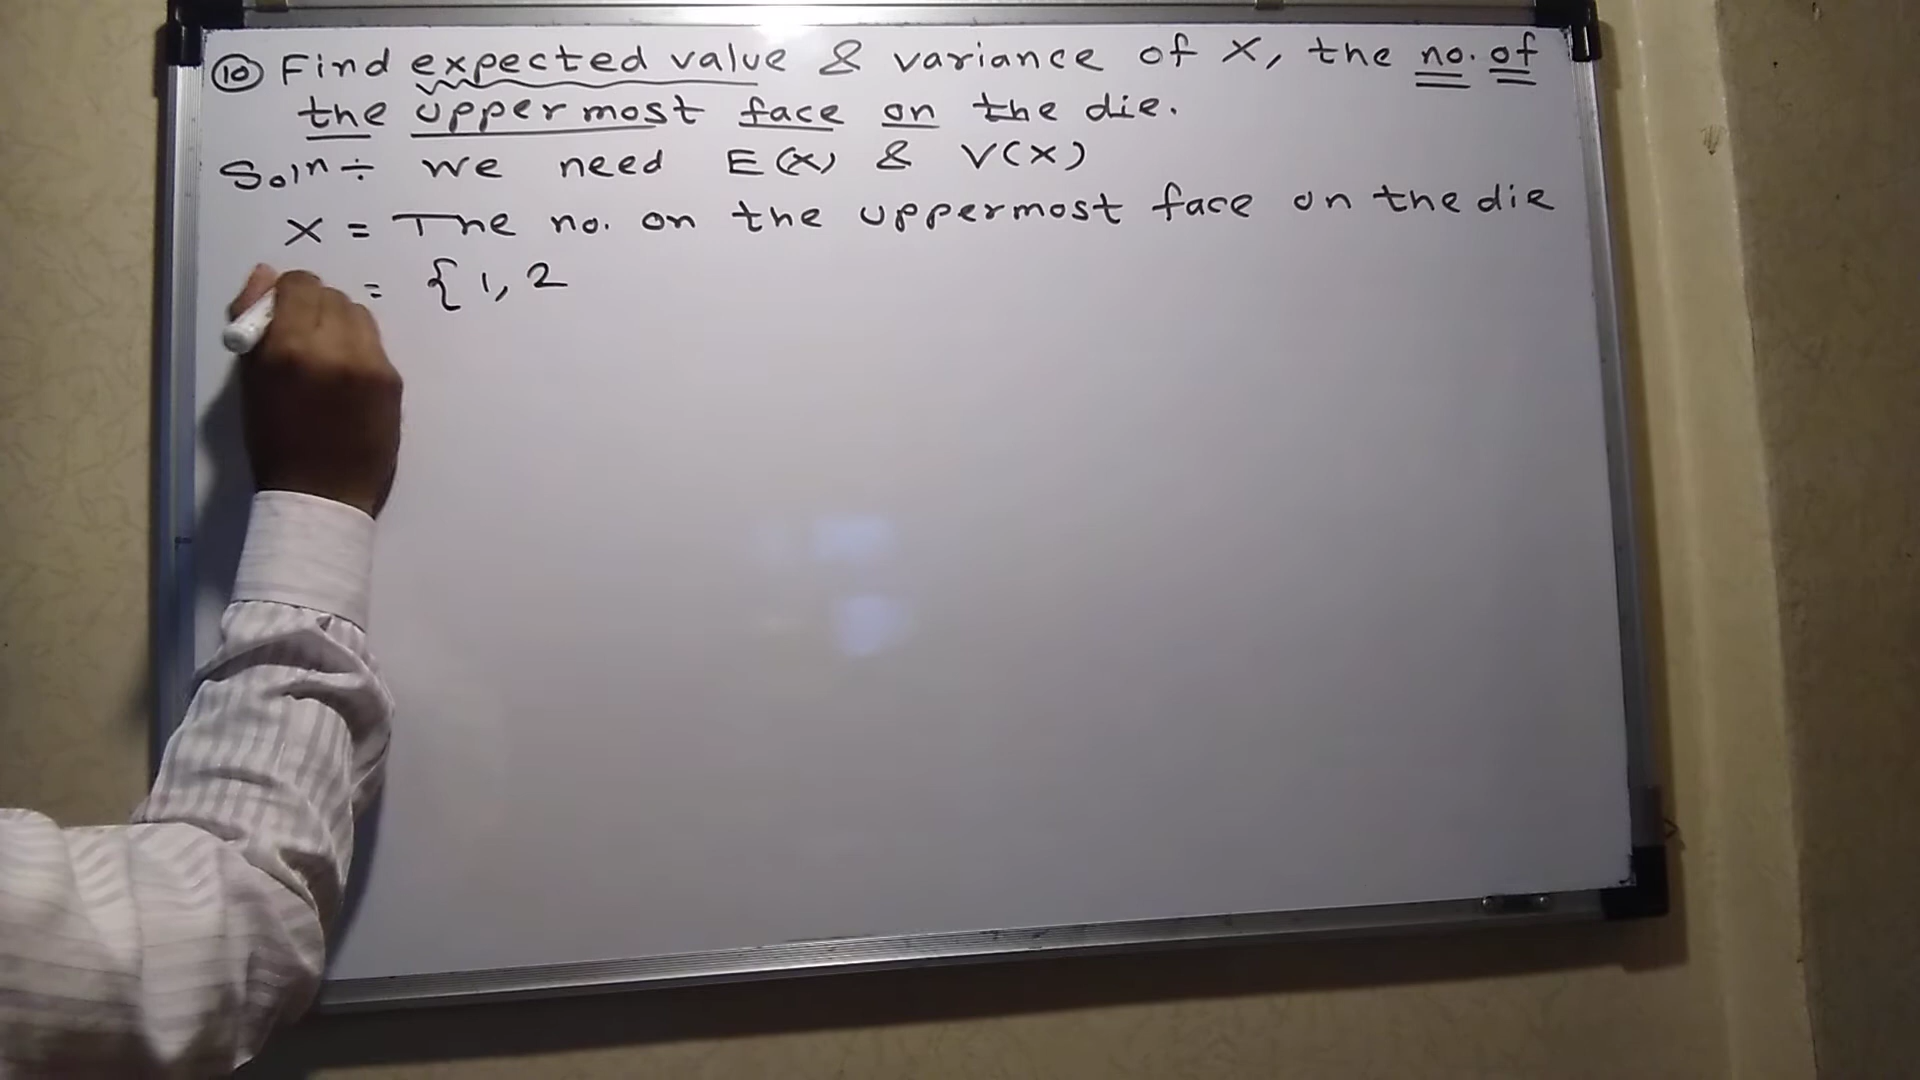 10 Find expected value & variance of X, the no. of
the uppermost face on the die.
Soln ÷ we need E(X) & V(X)
X = The no. on the uppermost face on the die
= { 1, 2